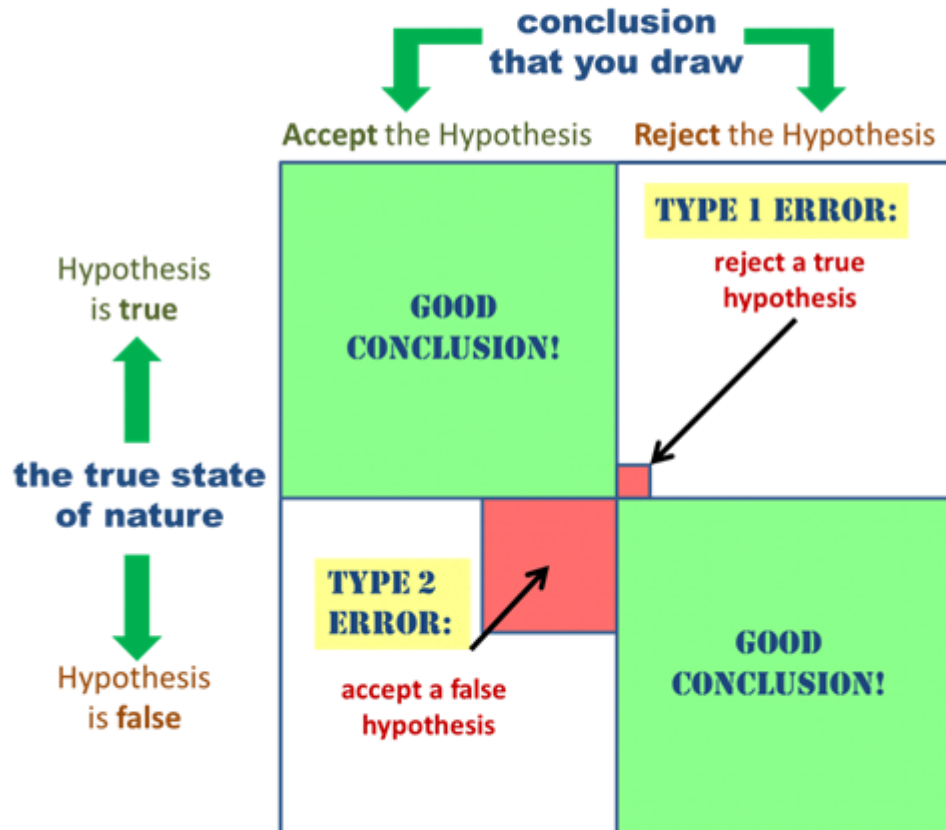 conclusion
that you draw
Accept the Hypothesis
Reject the Hypothesis
Hypothesis
is true
GOOD
CONCLUSION!
TYPE 1 ERROR:
reject a true
hypothesis
the true state
of nature
Hypothesis
is false
TYPE 2
ERROR:
accept a false
hypothesis
GOOD
CONCLUSION!